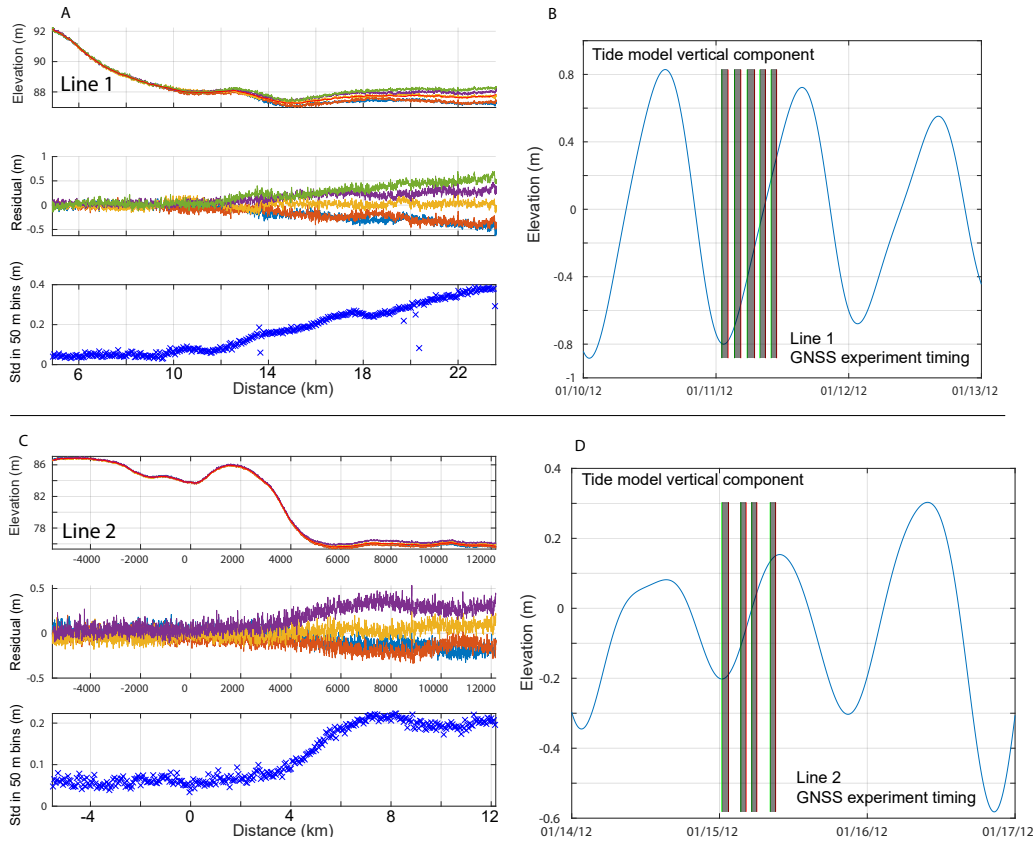 A
Elevation (m)
92
90
88
Line 1
Residual (m)
1
0.5
0
-0.5
Std in 50 m bins (m)
0.4
0.2
0
6 8 10 12 14 16 18 20 22
Distance (km)
B
Tide model vertical component
Elevation (m)
0.8
0.4
0
-0.4
-0.8
-1
Line 1
GNSS experiment timing
01/10/12 01/11/12 01/12/12 01/13/12
C
Elevation (m)
86
82
78
Line 2
-4000 -2000 0 2000 4000 6000 8000 10000 12000
Residual (m)
0.5
0
-0.5
-4000 -2000 0 2000 4000 6000 8000 10000 12000
Std in 50 m bins (m)
0.2
0.1
0
-4 0 4 8 12
Distance (km)
D
Tide model vertical component
Elevation (m)
0.4
0.2
0
-0.2
-0.4
-0.6
Line 2
GNSS experiment timing
01/14/12 01/15/12 01/16/12 01/17/12